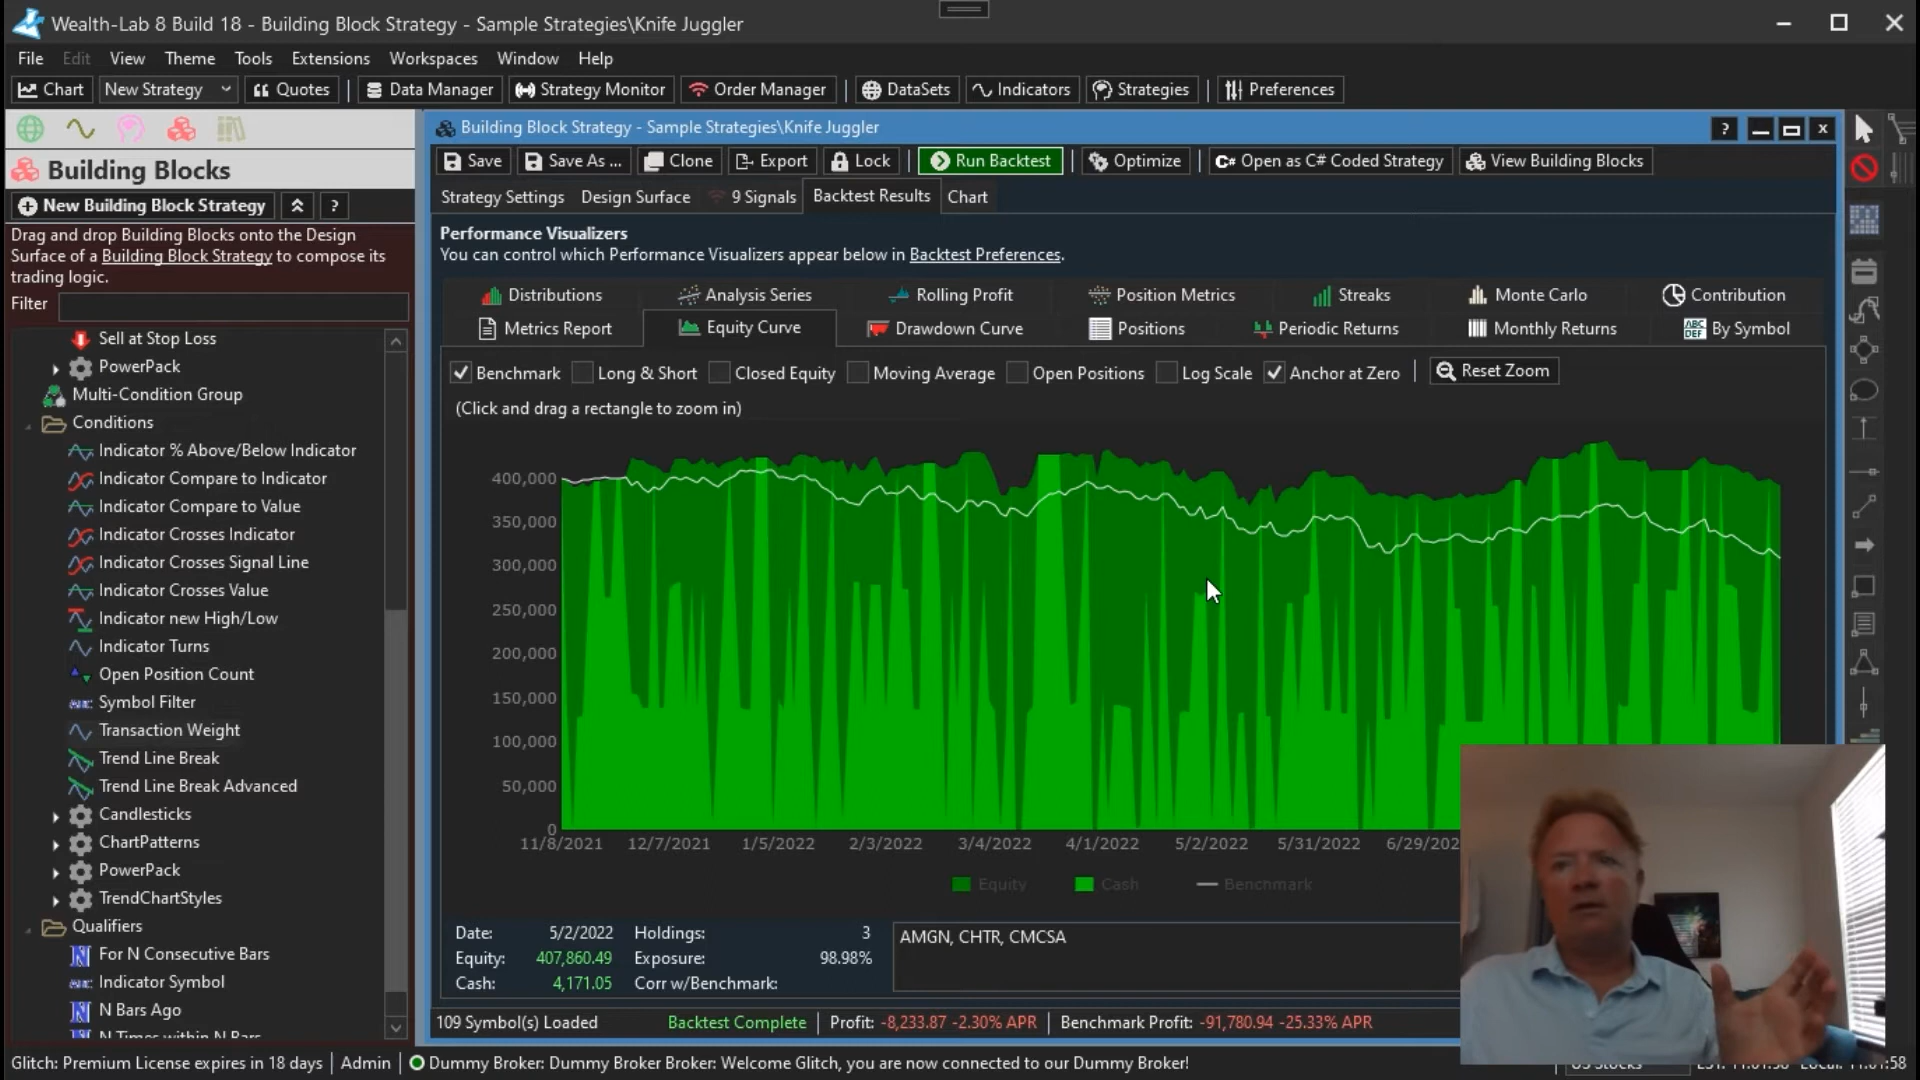 Wealth-Lab 8 Build 18 - Building Block Strategy - Sample Strategies\Knife Juggler
File Edit View Theme Tools Extensions Workspaces Window Help
Chart New Strategy Quotes Data Manager Strategy Monitor Order Manager DataSets Indicators Strategies Preferences
Building Blocks
New Building Block Strategy ?
Drag and drop Building Blocks onto the Design
Surface of a Building Block Strategy to compose its
trading logic.
Filter
Sell at Stop Loss
PowerPack
Multi-Condition Group
Conditions
Indicator % Above/Below Indicator
Indicator Compare to Indicator
Indicator Compare to Value
Indicator Crosses Indicator
Indicator Crosses Signal Line
Indicator Crosses Value
Indicator new High/Low
Indicator Turns
Open Position Count
Symbol Filter
Transaction Weight
Trend Line Break
Trend Line Break Advanced
Candlesticks
ChartPatterns
PowerPack
TrendChartStyles
Qualifiers
For N Consecutive Bars
Indicator Symbol
N Bars Ago
N Times within N Bars
Building Block Strategy - Sample Strategies\Knife Juggler ?
Save Save As ... Clone Export Lock Run Backtest Optimize C# Open as C# Coded Strategy View Building Blocks
Strategy Settings Design Surface 9 Signals Backtest Results Chart
Performance Visualizers
You can control which Performance Visualizers appear below in Backtest Preferences.
Distributions Analysis Series Rolling Profit Position Metrics Streaks Monte Carlo Contribution
Metrics Report Equity Curve Drawdown Curve Positions Periodic Returns Monthly Returns ABC DEF By Symbol
Benchmark Long & Short Closed Equity Moving Average Open Positions Log Scale Anchor at Zero Reset Zoom
(Click and drag a rectangle to zoom in)
400,000
350,000
300,000
250,000
200,000
150,000
100,000
50,000
0
11/8/2021 12/7/2021 1/5/2022 2/3/2022 3/4/2022 4/1/2022 5/2/2022 5/31/2022 6/29/202
Equity Cash Benchmark
Date: 5/2/2022 Holdings: 3 AMGN, CHTR, CMCSA
Equity: 407,860.49 Exposure: 98.98%
Cash: 4,171.05 Corr w/Benchmark:
109 Symbol(s) Loaded Backtest Complete Profit: -8,233.87 -2.30% APR Benchmark Profit: -91,780.94 -25.33% APR
Glitch: Premium License expires in 18 days Admin Dummy Broker: Dummy Broker Broker: Welcome Glitch, you are now connected to our Dummy Broker!